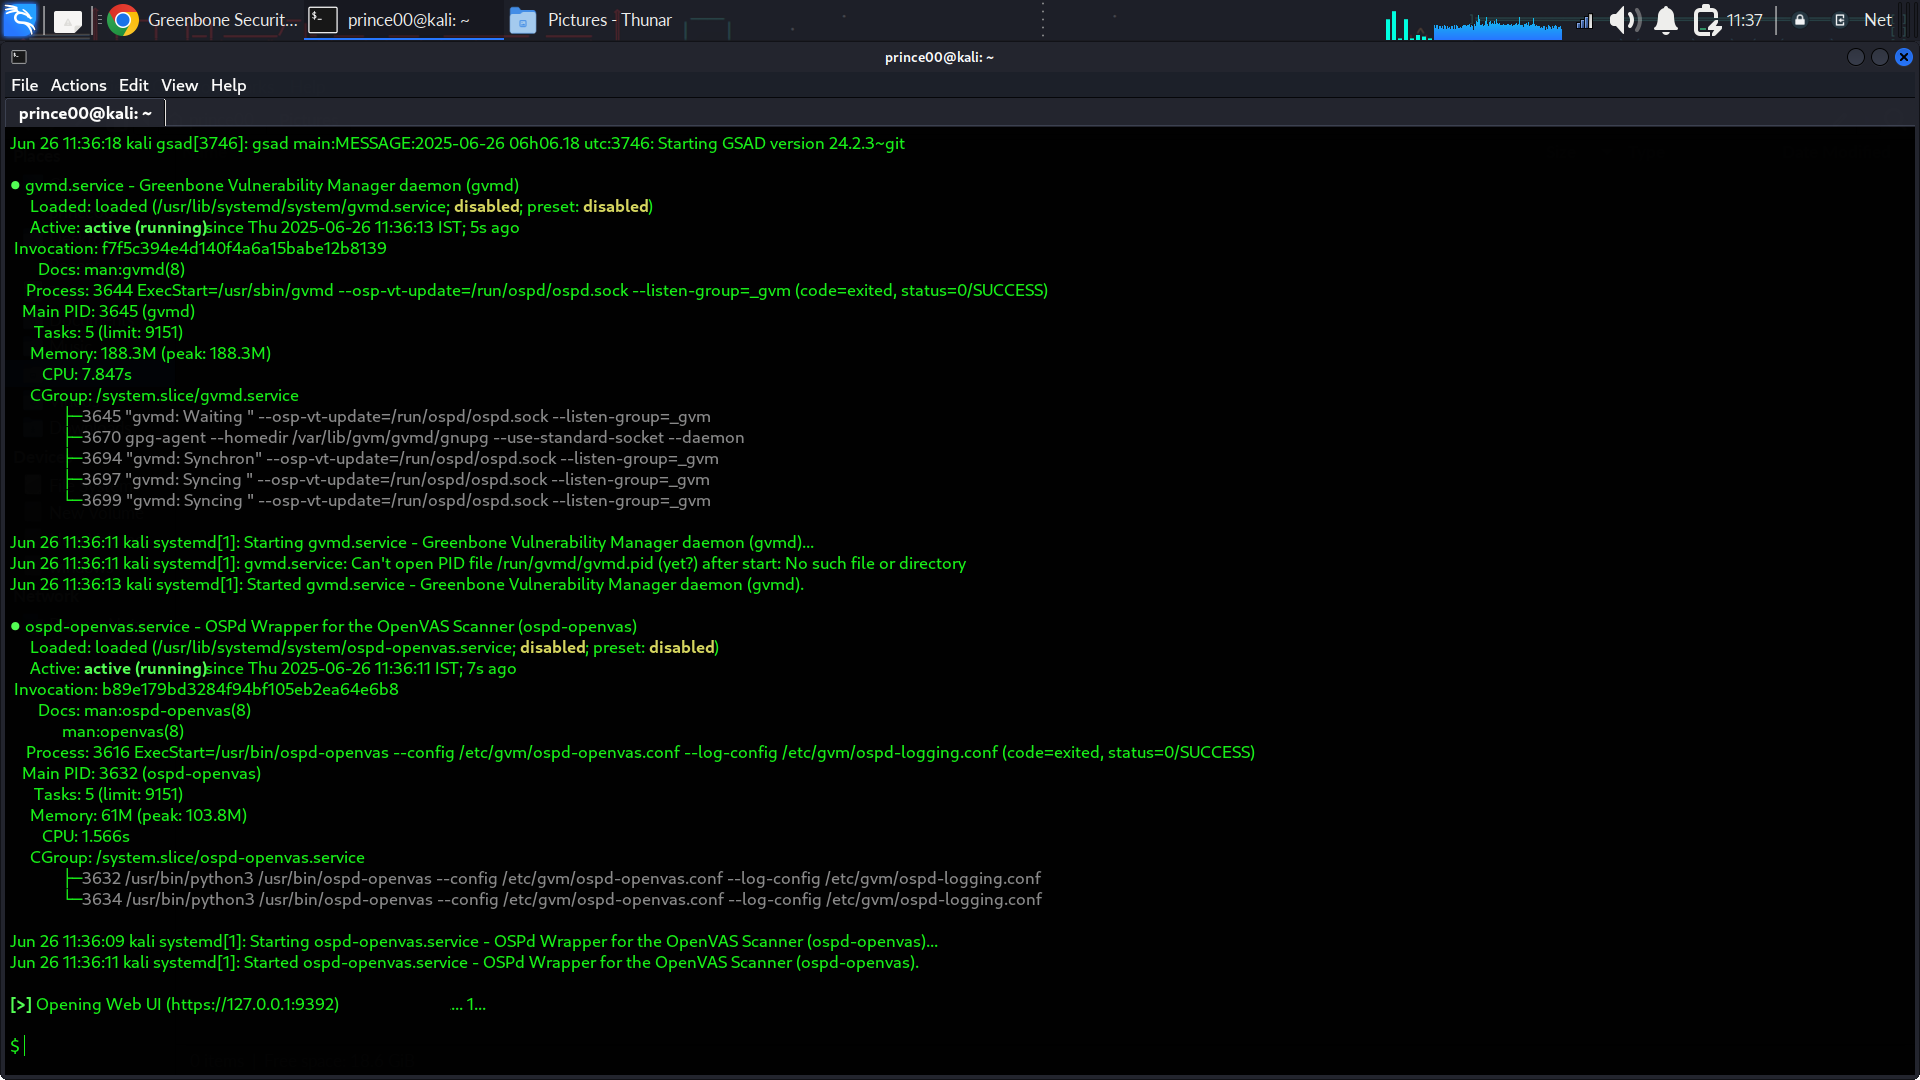 Greenbone Securit... prince00@kali: ~ Pictures - Thunar 11:37 Net
prince00@kali: ~
File Actions Edit View Help
prince00@kali: ~
Jun 26 11:36:18 kali gsad[3746]: gsad main:MESSAGE:2025-06-26 06h06.18 utc:3746: Starting GSAD version 24.2.3~git
● gvmd.service - Greenbone Vulnerability Manager daemon (gvmd)
Loaded: loaded (/usr/lib/systemd/system/gvmd.service; disabled; preset: disabled)
Active: active (running) since Thu 2025-06-26 11:36:13 IST; 5s ago
Invocation: f7f5c394e4d140f4a6a15babe12b8139
Docs: man:gvmd(8)
Process: 3644 ExecStart=/usr/sbin/gvmd --osp-vt-update=/run/ospd/ospd.sock --listen-group=_gvm (code=exited, status=0/SUCCESS)
Main PID: 3645 (gvmd)
Tasks: 5 (limit: 9151)
Memory: 188.3M (peak: 188.3M)
CPU: 7.847s
CGroup: /system.slice/gvmd.service
├─3645 "gvmd: Waiting " --osp-vt-update=/run/ospd/ospd.sock --listen-group=_gvm
├─3670 gpg-agent --homedir /var/lib/gvm/gvmd/gnupg --use-standard-socket --daemon
├─3694 "gvmd: Synchron" --osp-vt-update=/run/ospd/ospd.sock --listen-group=_gvm
├─3697 "gvmd: Syncing " --osp-vt-update=/run/ospd/ospd.sock --listen-group=_gvm
└─3699 "gvmd: Syncing " --osp-vt-update=/run/ospd/ospd.sock --listen-group=_gvm
Jun 26 11:36:11 kali systemd[1]: Starting gvmd.service - Greenbone Vulnerability Manager daemon (gvmd)...
Jun 26 11:36:11 kali systemd[1]: gvmd.service: Can't open PID file /run/gvmd/gvmd.pid (yet?) after start: No such file or directory
Jun 26 11:36:13 kali systemd[1]: Started gvmd.service - Greenbone Vulnerability Manager daemon (gvmd).
● ospd-openvas.service - OSPd Wrapper for the OpenVAS Scanner (ospd-openvas)
Loaded: loaded (/usr/lib/systemd/system/ospd-openvas.service; disabled; preset: disabled)
Active: active (running) since Thu 2025-06-26 11:36:11 IST; 7s ago
Invocation: b89e179bd3284f94bf105eb2ea64e6b8
Docs: man:ospd-openvas(8)
man:openvas(8)
Process: 3616 ExecStart=/usr/bin/ospd-openvas --config /etc/gvm/ospd-openvas.conf --log-config /etc/gvm/ospd-logging.conf (code=exited, status=0/SUCCESS)
Main PID: 3632 (ospd-openvas)
Tasks: 5 (limit: 9151)
Memory: 61M (peak: 103.8M)
CPU: 1.566s
CGroup: /system.slice/ospd-openvas.service
├─3632 /usr/bin/python3 /usr/bin/ospd-openvas --config /etc/gvm/ospd-openvas.conf --log-config /etc/gvm/ospd-logging.conf
└─3634 /usr/bin/python3 /usr/bin/ospd-openvas --config /etc/gvm/ospd-openvas.conf --log-config /etc/gvm/ospd-logging.conf
Jun 26 11:36:09 kali systemd[1]: Starting ospd-openvas.service - OSPd Wrapper for the OpenVAS Scanner (ospd-openvas)...
Jun 26 11:36:11 kali systemd[1]: Started ospd-openvas.service - OSPd Wrapper for the OpenVAS Scanner (ospd-openvas).
[>] Opening Web UI (https://127.0.0.1:9392) ... 1...
$